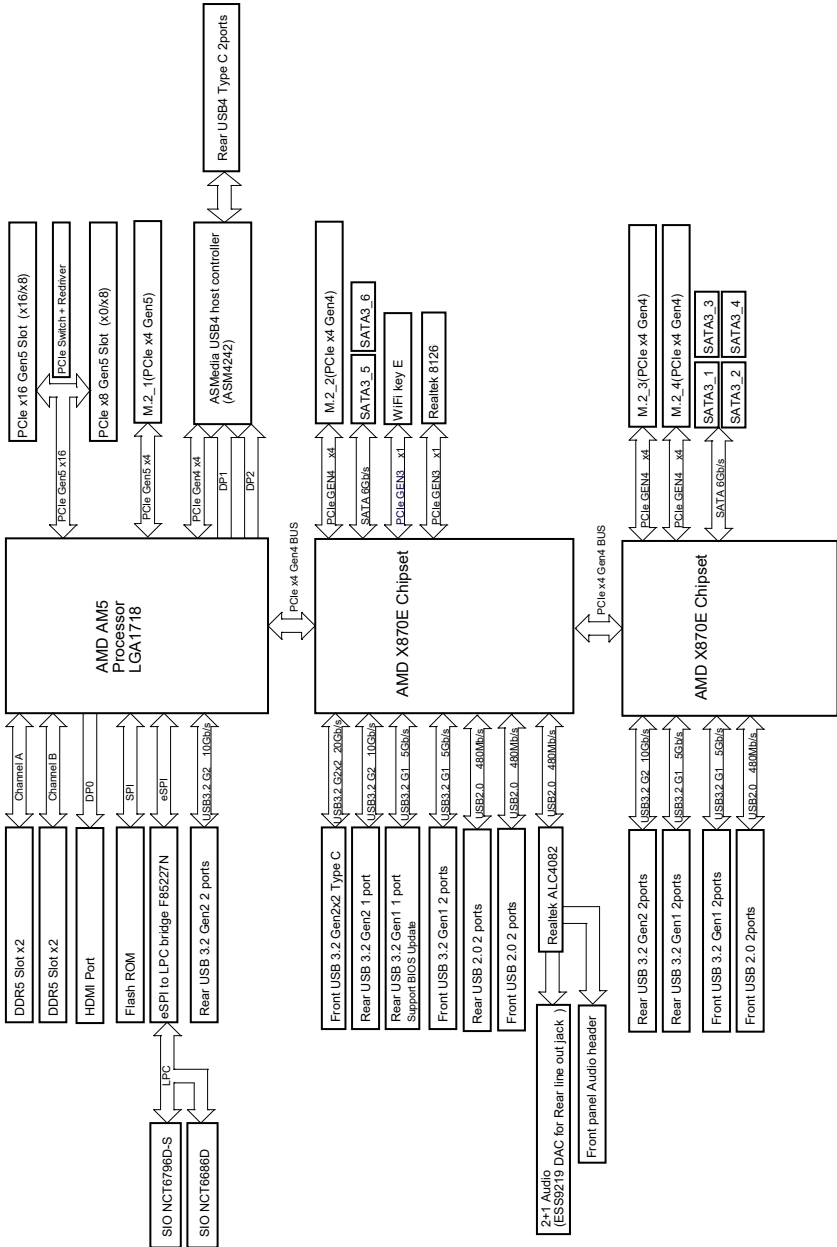 PCIe x16 Gen5 Slot (x16/x8)
PCIe Switch + Redriver
PCIe x8 Gen5 Slot (x0/x8)
M.2_1(PCIe x4 Gen5)
ASMedia USB4 host controller
(ASM4242)
Rear USB4 Type C 2ports
PCIe Gen5 x16
PCIe Gen5 x4
PCIe Gen4 x4
DP1
DP2
AMD AM5
Processor
LGA1718
Channel A
Channel B
DP0
SPI
eSPI
USB3.2 G2 10Gb/s
DDR5 Slot x2
DDR5 Slot x2
HDMI Port
Flash ROM
eSPI to LPC bridge F85227N
Rear USB 3.2 Gen2 2 ports
LPC
SIO NCT6796D-S
SIO NCT6686D
PCIe x4 Gen4 BUS
M.2_2(PCIe x4 Gen4)
SATA3_5
SATA3_6
WiFi key E
Realtek 8126
PCIe GEN4 x4
SATA 6Gb/s
PCIe GEN3 x1
PCIe GEN3 x1
AMD X870E Chipset
USB3.2 G2x2 20Gb/s
USB3.2 G2 10Gb/s
USB3.2 G1 5Gb/s
USB3.2 G1 5Gb/s
USB2.0 480Mb/s
USB2.0 480Mb/s
USB2.0 480Mb/s
Front USB 3.2 Gen2x2 Type C
Rear USB 3.2 Gen2 1 port
Rear USB 3.2 Gen1 1 port
Support BIOS Update
Front USB 3.2 Gen1 2 ports
Rear USB 2.0 2 ports
Front USB 2.0 2 ports
Realtek ALC4082
2+1 Audio
(ESS9219 DAC for Rear line out jack )
Front panel Audio header
PCIe x4 Gen4 BUS
M.2_3(PCIe x4 Gen4)
M.2_4(PCIe x4 Gen4)
SATA3_1
SATA3_3
SATA3_2
SATA3_4
PCIe GEN4 x4
PCIe GEN4 x4
SATA 6Gb/s
AMD X870E Chipset
USB3.2 G2 10Gb/s
USB3.2 G1 5Gb/s
USB3.2 G1 5Gb/s
USB2.0 480Mb/s
Rear USB 3.2 Gen2 2ports
Rear USB 3.2 Gen1 2ports
Front USB 3.2 Gen1 2ports
Front USB 2.0 2ports